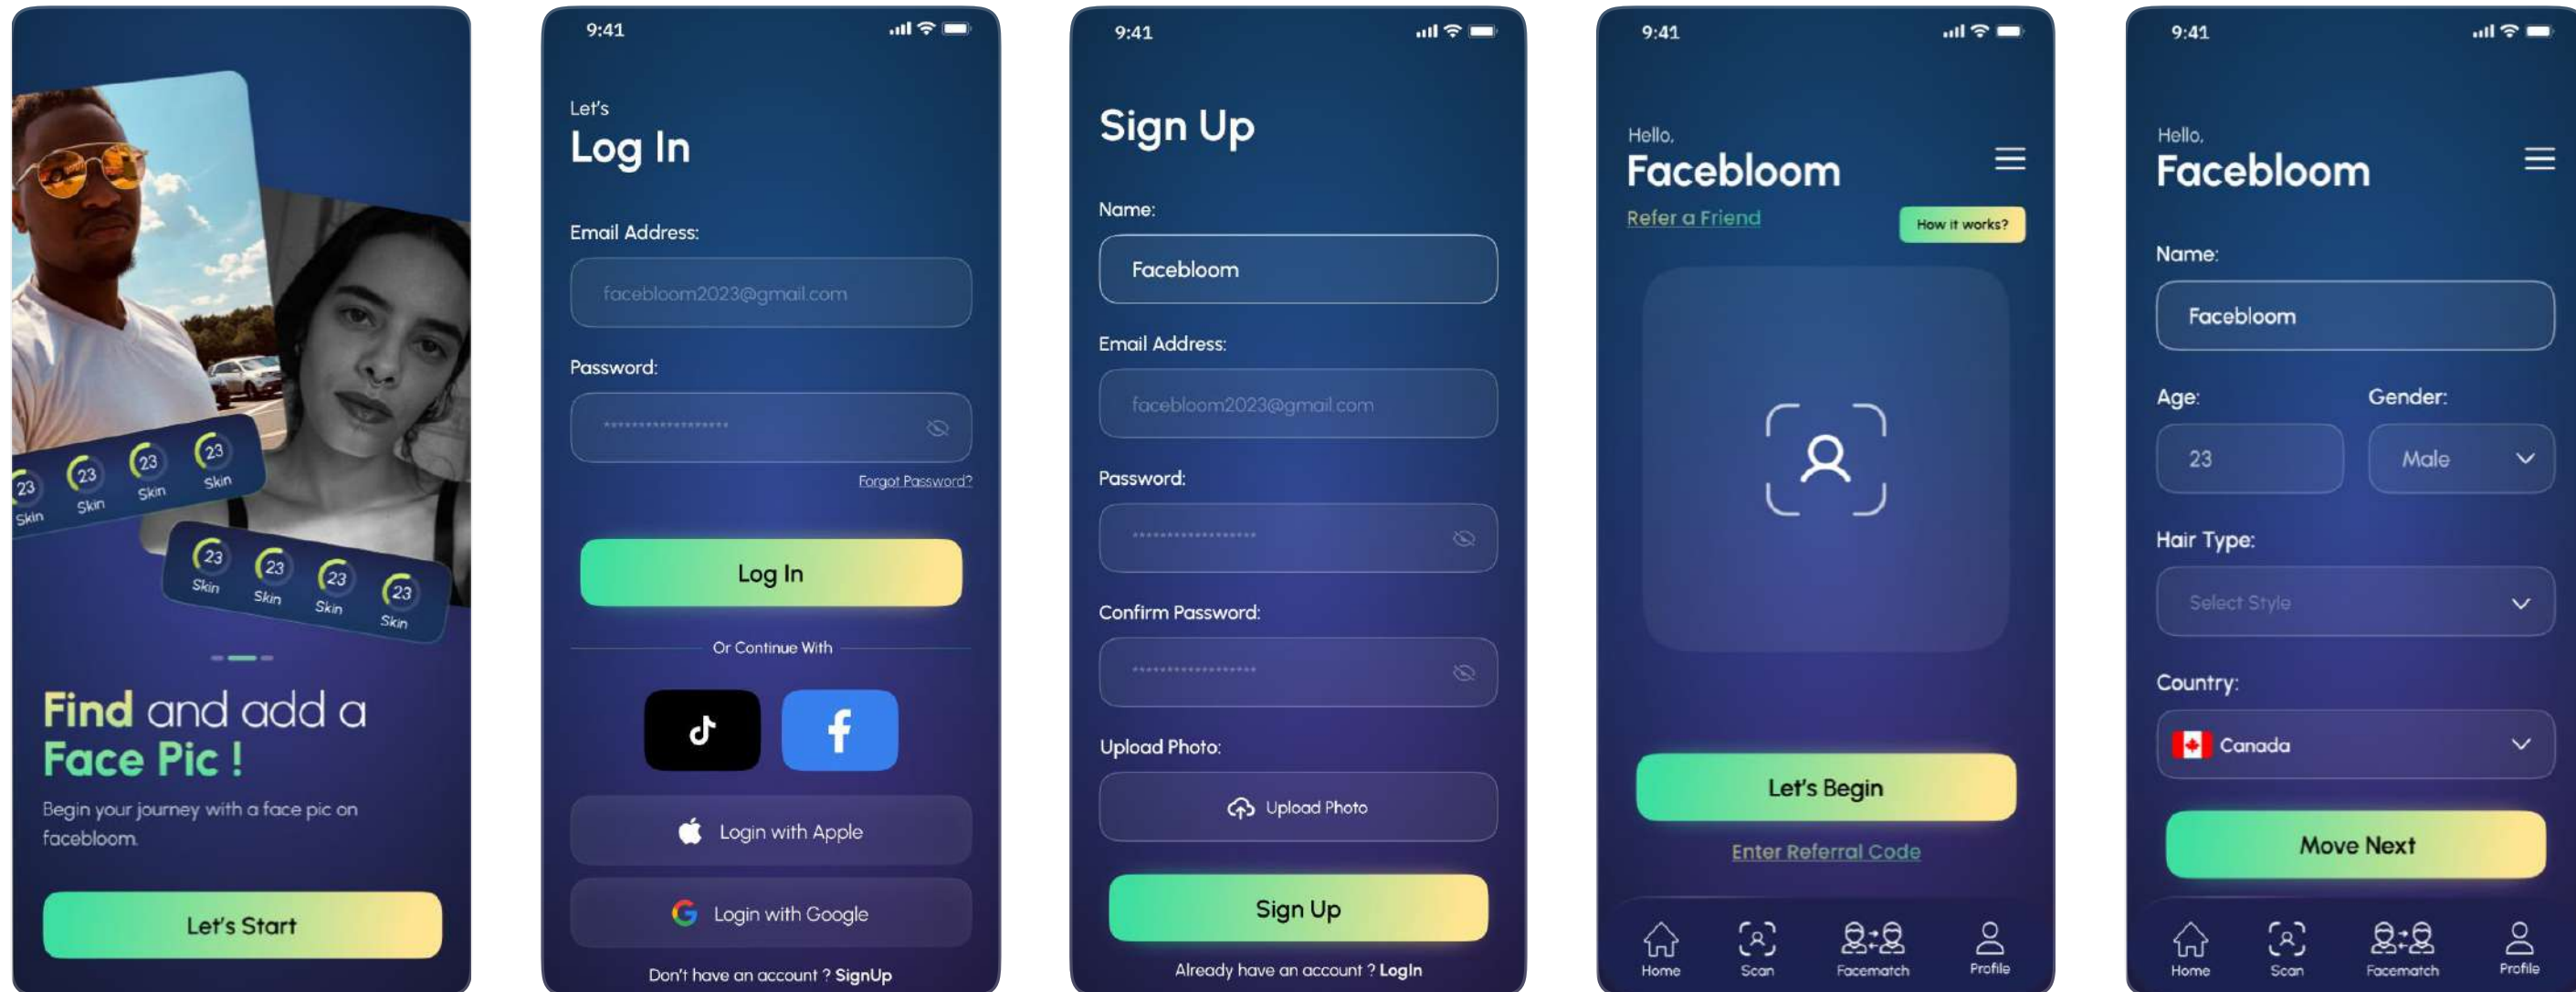 23
Skin
23
Skin
23
Skin
23
Skin
23
Skin
23
Skin
23
Skin
23
Skin
Find and add a
Face Pic !
Begin your journey with a face pic on
facebloom.
Let's Start
9:41
Let's
Log In
Email Address:
facebloom2023@gmail.com
Password:
******************
Forgot Password?
Log In
Or Continue With
Login with Apple
Login with Google
Don't have an account ? SignUp
9:41
Sign Up
Name:
Facebloom
Email Address:
facebloom2023@gmail.com
Password:
******************
Confirm Password:
******************
Upload Photo:
Upload Photo
Sign Up
Already have an account ? LogIn
9:41
Hello,
Facebloom
Refer a Friend
How it works?
Let's Begin
Enter Referral Code
Home
Scan
Facematch
Profile
9:41
Hello,
Facebloom
Name:
Facebloom
Age:
Gender:
23
Male
Hair Type:
Select Style
Country:
Canada
Move Next
Home
Scan
Facematch
Profile